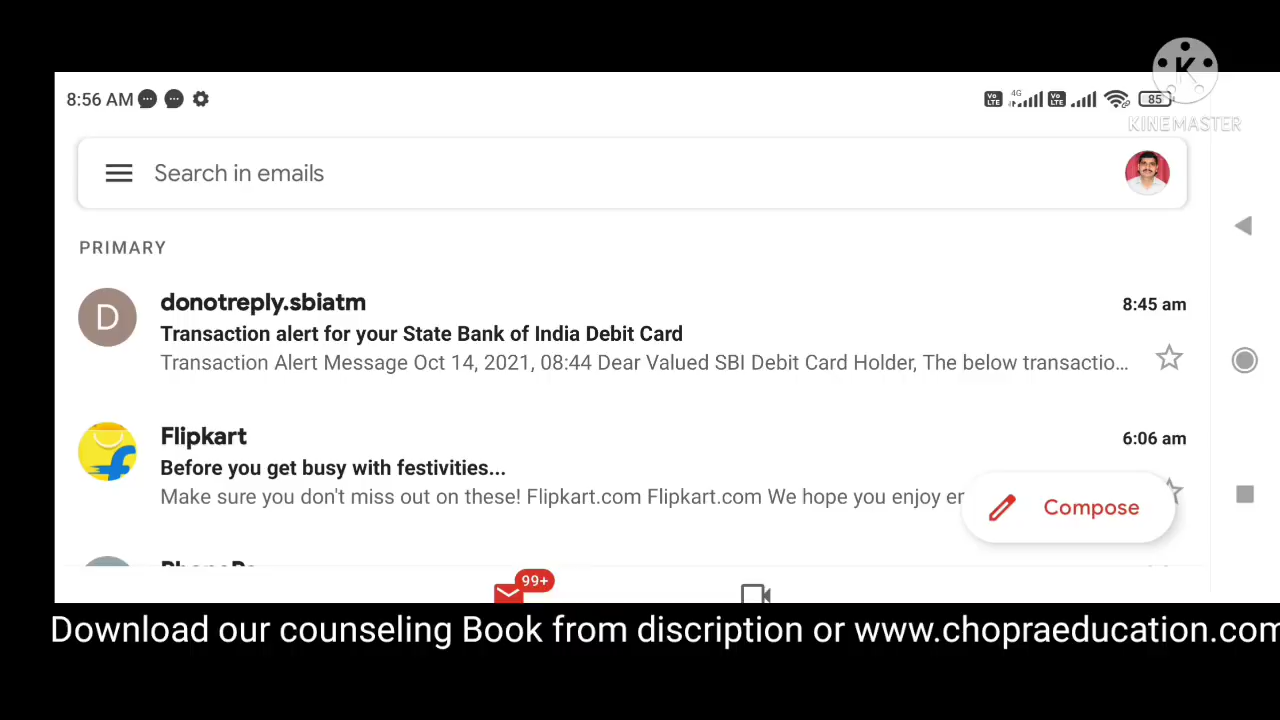 8:56 AM
4G
85
KINEMASTER
Search in emails
PRIMARY
D
donotreply.sbiatm
8:45 am
Transaction alert for your State Bank of India Debit Card
Transaction Alert Message Oct 14, 2021, 08:44 Dear Valued SBI Debit Card Holder, The below transactio...
Flipkart
6:06 am
Before you get busy with festivities...
Make sure you don't miss out on these! Flipkart.com Flipkart.com We hope you enjoy er
Compose
99+
Download our counseling Book from discription or www.chopraeducation.com